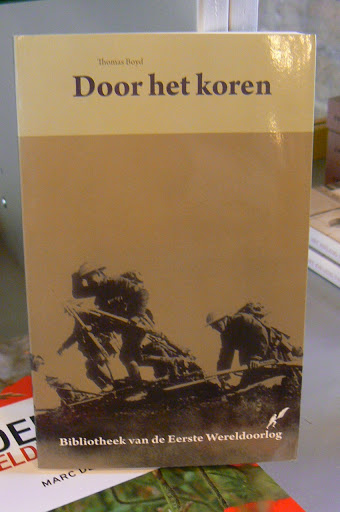 Thomas Boyd
Door het koren
Bibliotheek van de Eerste Wereldoorlog
MARC